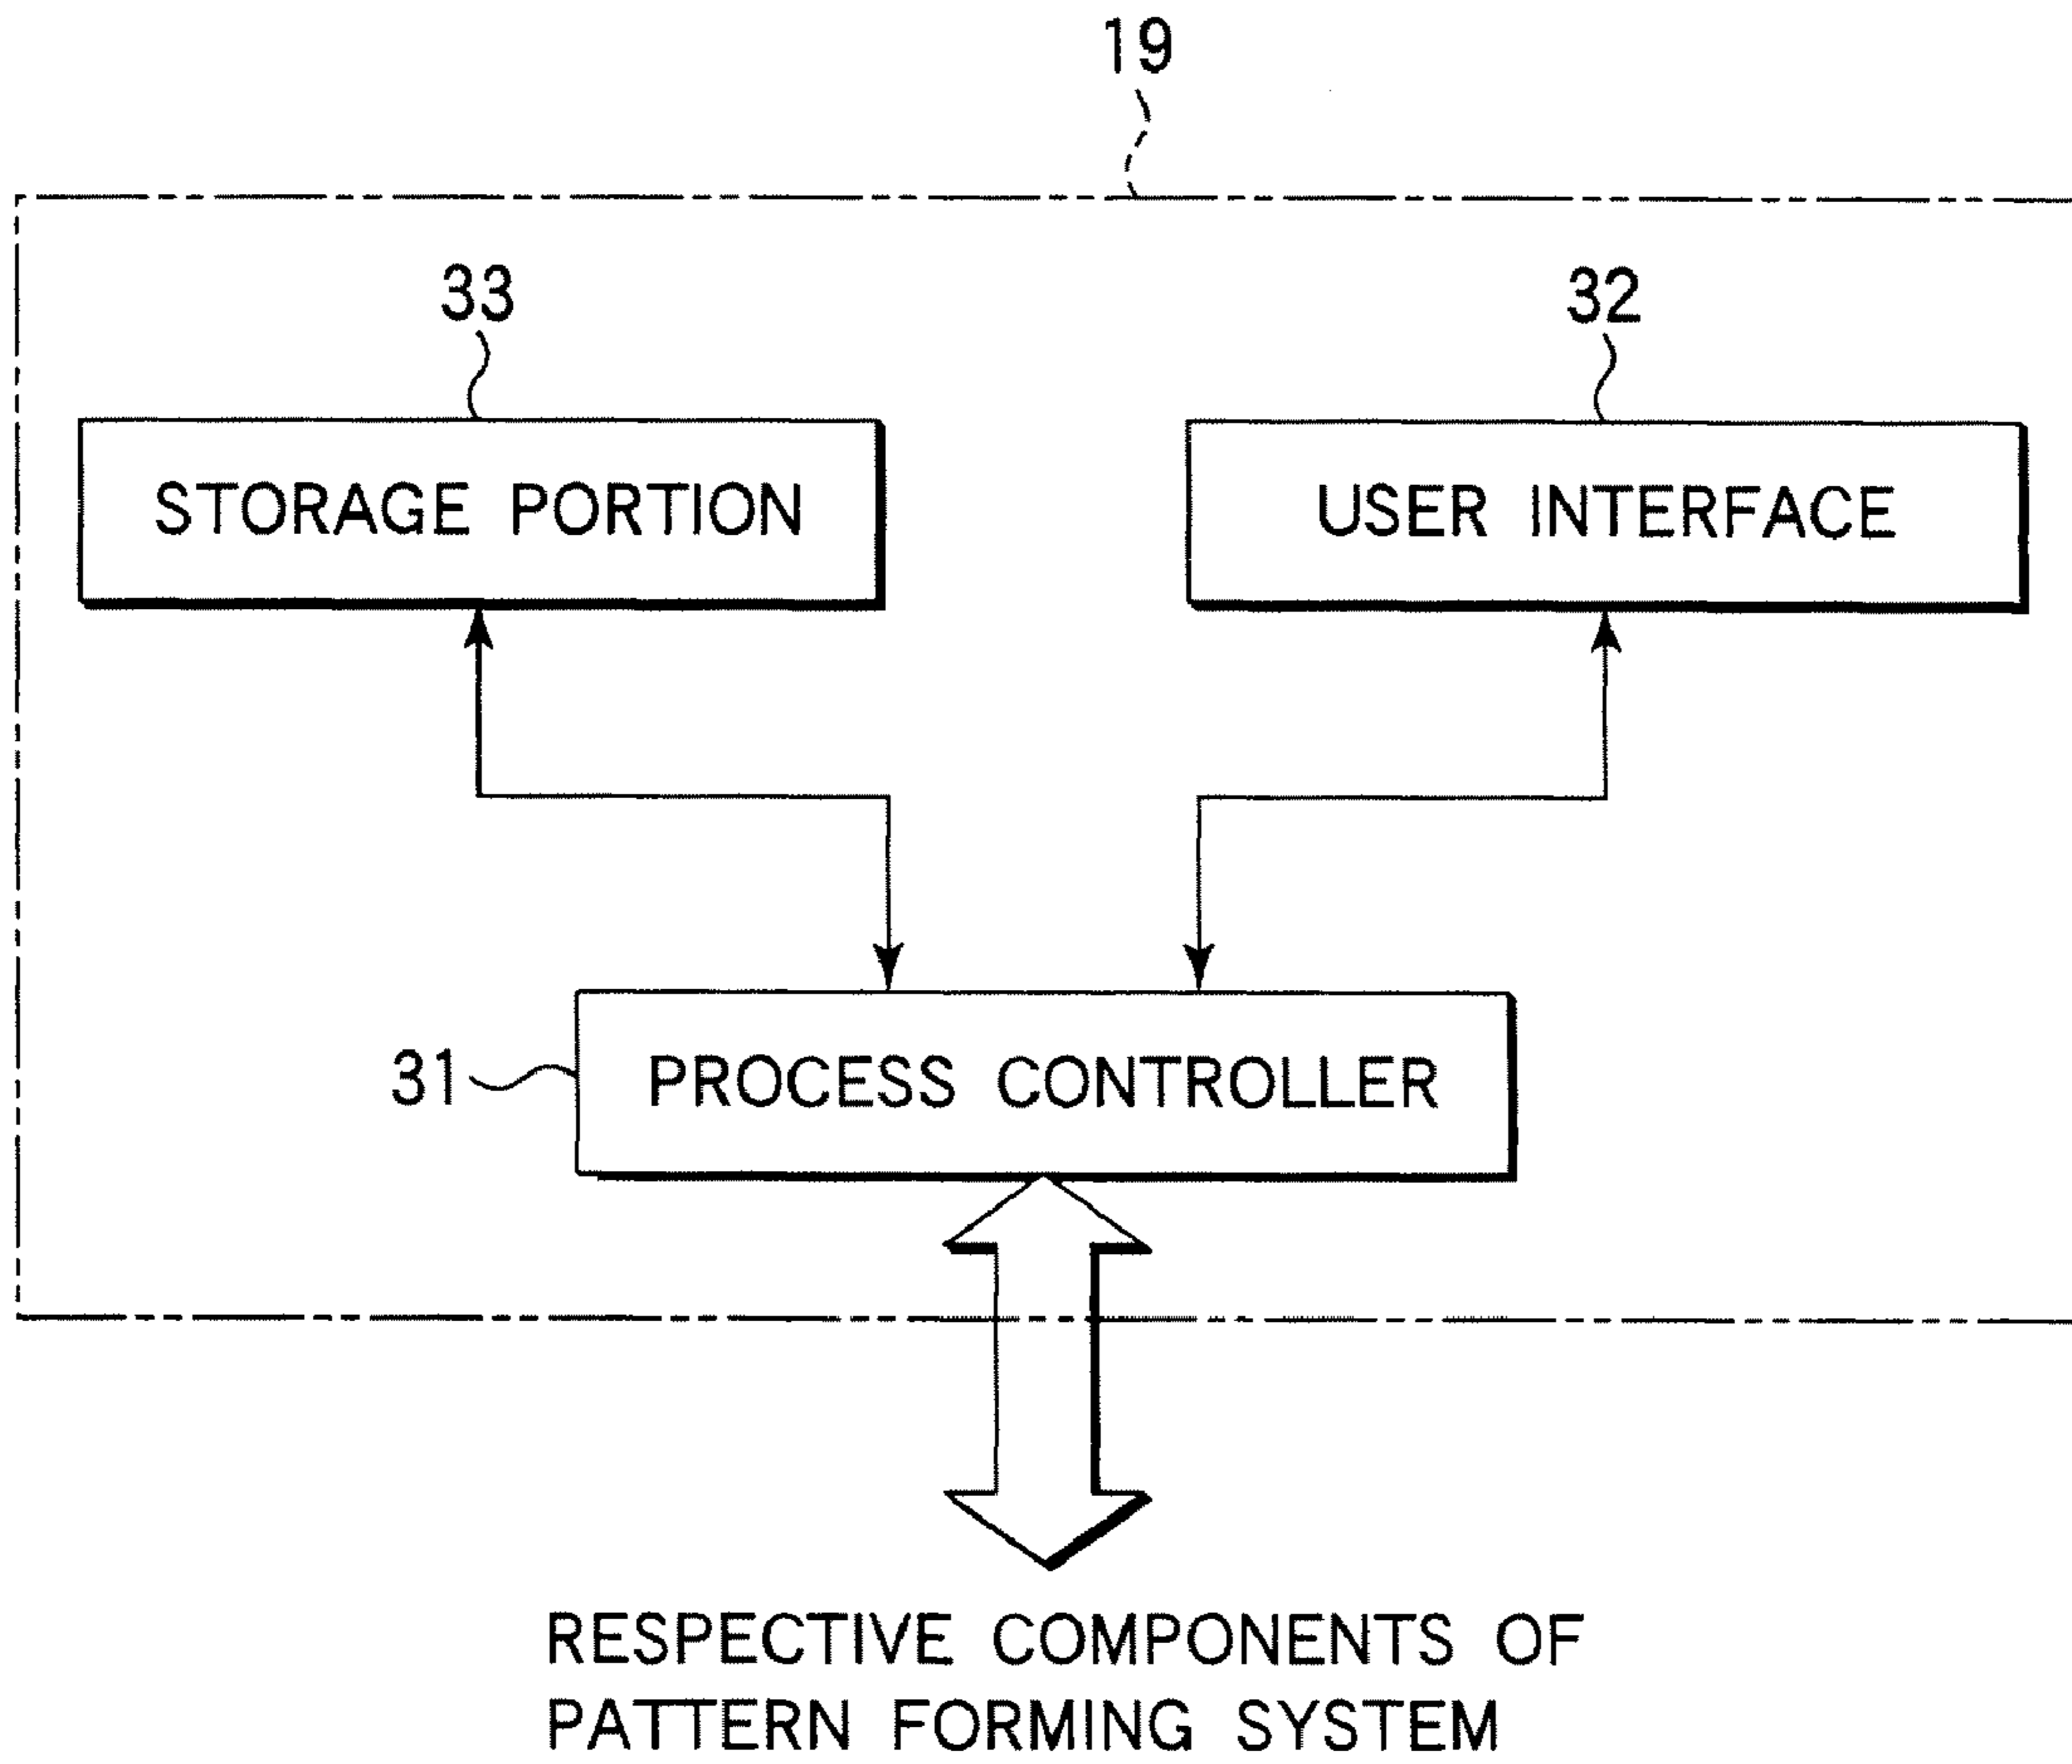 19
33
32
STORAGE PORTION
USER INTERFACE
31
PROCESS CONTROLLER
RESPECTIVE COMPONENTS OF
PATTERN FORMING SYSTEM